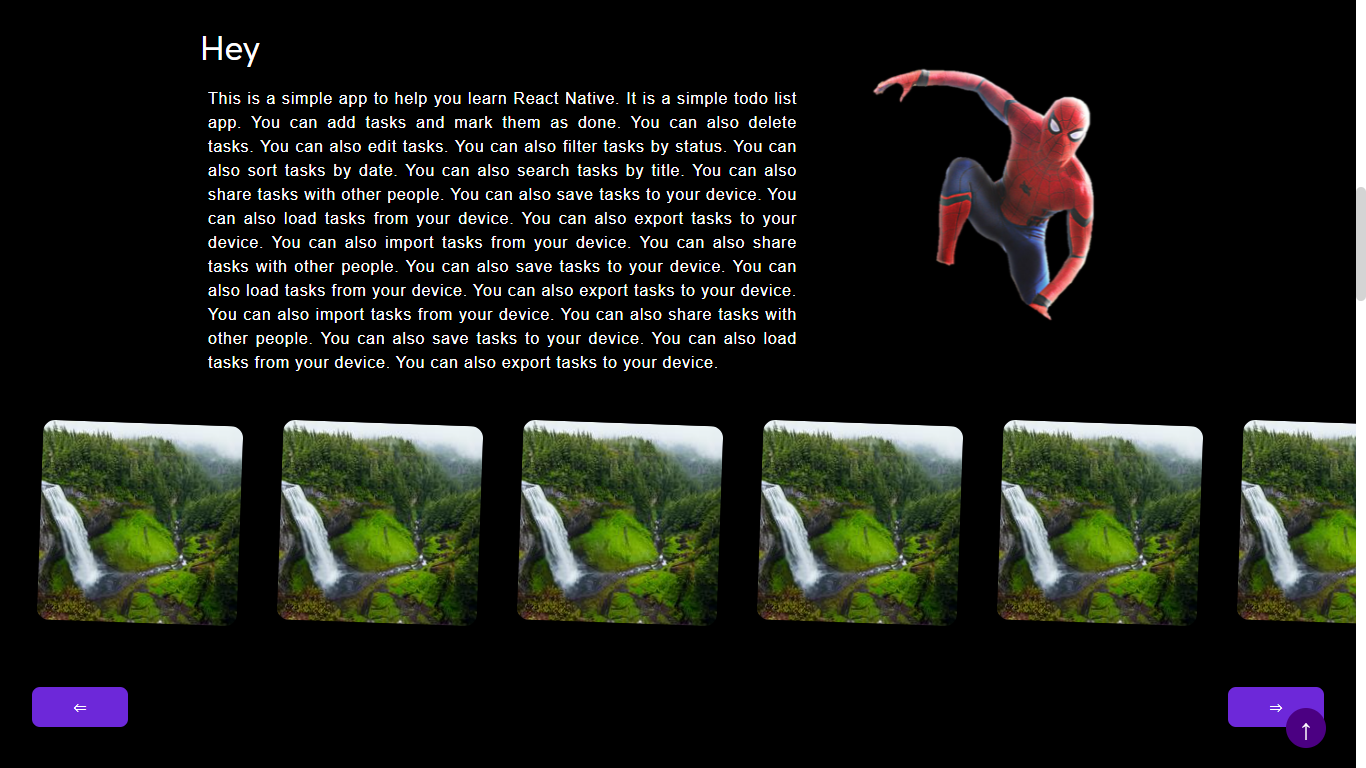 Hey
This is a simple app to help you learn React Native. It is a simple todo list
app. You can add tasks and mark them as done. You can also delete
tasks. You can also edit tasks. You can also filter tasks by status. You can
also sort tasks by date. You can also search tasks by title. You can also
share tasks with other people. You can also save tasks to your device. You
can also load tasks from your device. You can also export tasks to your
device. You can also import tasks from your device. You can also share
tasks with other people. You can also save tasks to your device. You can
also load tasks from your device. You can also export tasks to your device.
You can also import tasks from your device. You can also share tasks with
other people. You can also save tasks to your device. You can also load
tasks from your device. You can also export tasks to your device.
⇐
⇒
↑